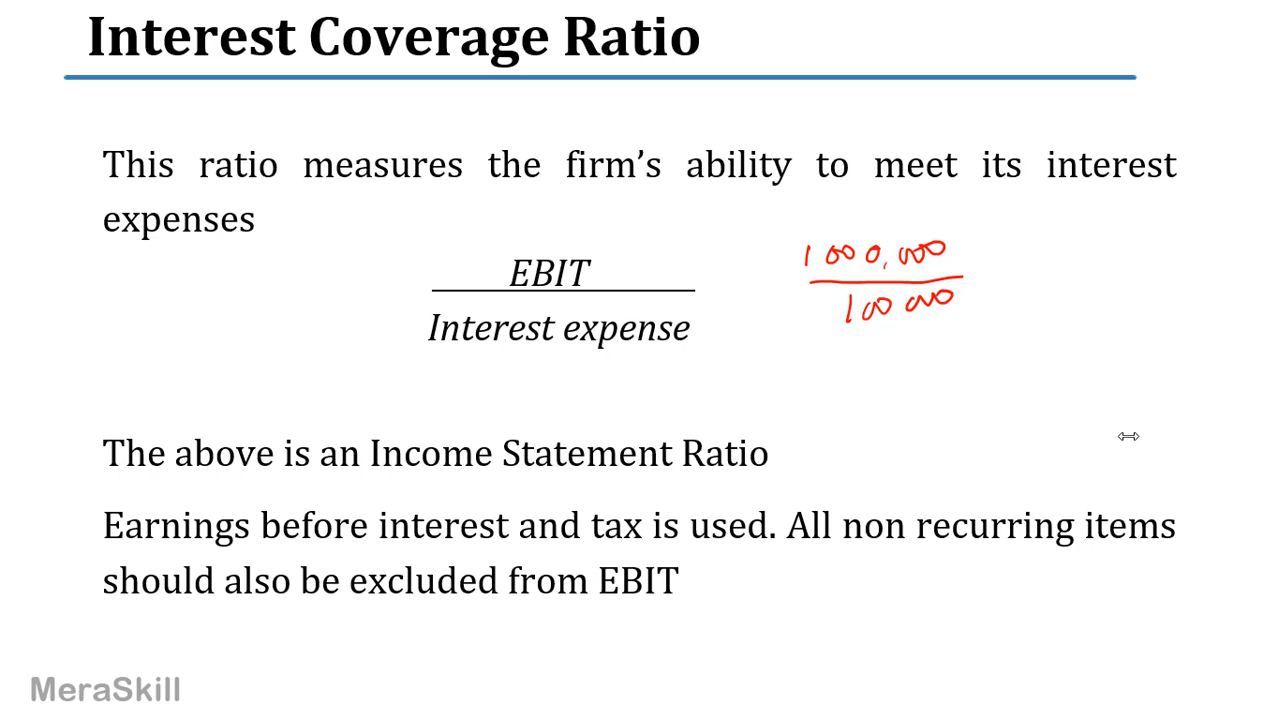 Interest Coverage Ratio
This ratio measures the firm’s ability to meet its interest
expenses
EBIT
Interest expense
1000,000
100 000
The above is an Income Statement Ratio
Earnings before interest and tax is used. All non recurring items
should also be excluded from EBIT
MeraSkill